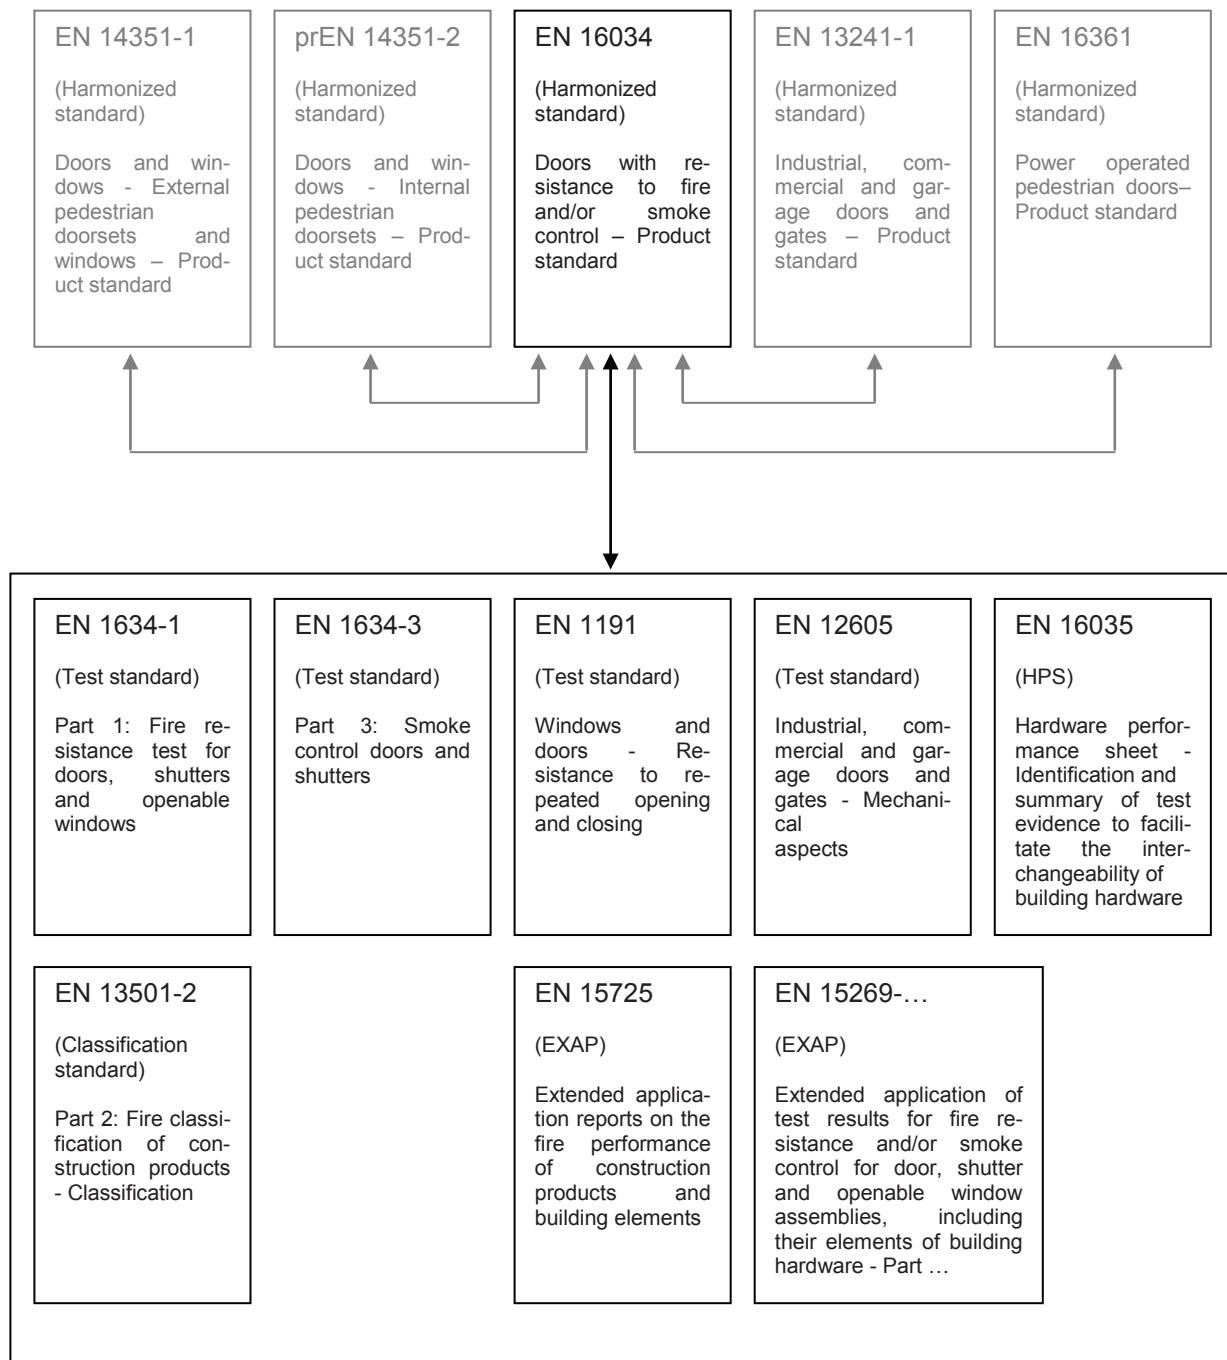 EN 14351-1
(Harmonized
standard)
Doors and win-
dows - External
pedestrian
doorsets and
windows – Prod-
uct standard
prEN 14351-2
(Harmonized
standard)
Doors and win-
dows - Internal
pedestrian
doorsets – Prod-
uct standard
EN 16034
(Harmonized
standard)
Doors with re-
sistance to fire
and/or smoke
control – Product
standard
EN 13241-1
(Harmonized
standard)
Industrial, com-
mercial and gar-
age doors and
gates – Product
standard
EN 16361
(Harmonized
standard)
Power operated
pedestrian doors–
Product standard
EN 1634-1
(Test standard)
Part 1: Fire re-
sistance test for
doors, shutters
and openable
windows
EN 1634-3
(Test standard)
Part 3: Smoke
control doors and
shutters
EN 1191
(Test standard)
Windows and
doors - Re-
sistance to re-
peated opening
and closing
EN 12605
(Test standard)
Industrial, com-
mercial and gar-
age doors and
gates - Mechani-
cal
aspects
EN 16035
(HPS)
Hardware perfor-
mance sheet -
Identification and
summary of test
evidence to facili-
tate the inter-
changeability of
building hardware
EN 13501-2
(Classification
standard)
Part 2: Fire classi-
fication of con-
struction products
- Classification
EN 15725
(EXAP)
Extended applica-
tion reports on the
fire performance
of construction
products and
building elements
EN 15269-…
(EXAP)
Extended application of
test results for fire re-
sistance and/or smoke
control for door, shutter
and openable window
assemblies, including
their elements of building
hardware - Part …